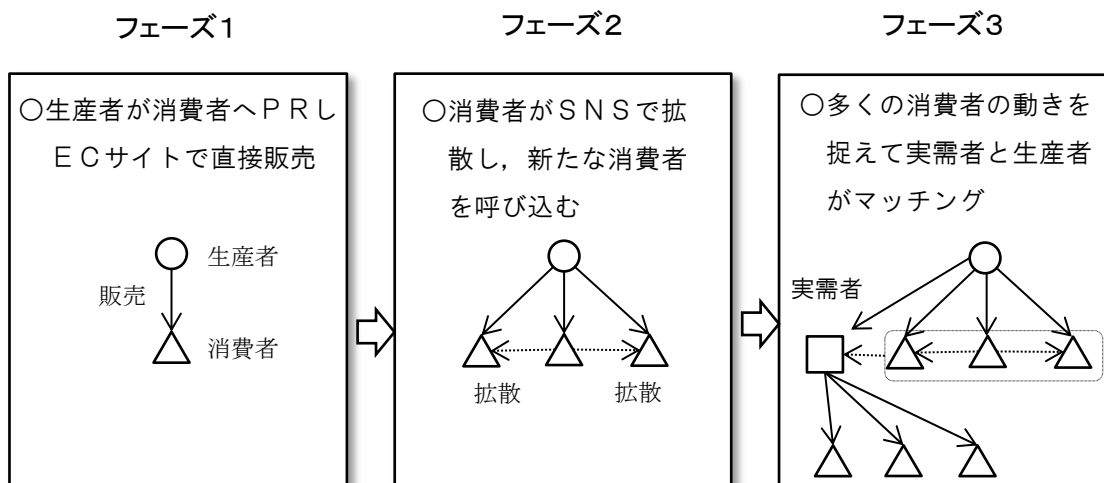 フェーズ1
○生産者が消費者へＰＲし
ＥＣサイトで直接販売
生産者
販売
消費者
フェーズ2
○消費者がＳＮＳで拡
散し，新たな消費者
を呼び込む
拡散
拡散
フェーズ3
○多くの消費者の動きを
捉えて実需者と生産者
がマッチング
実需者